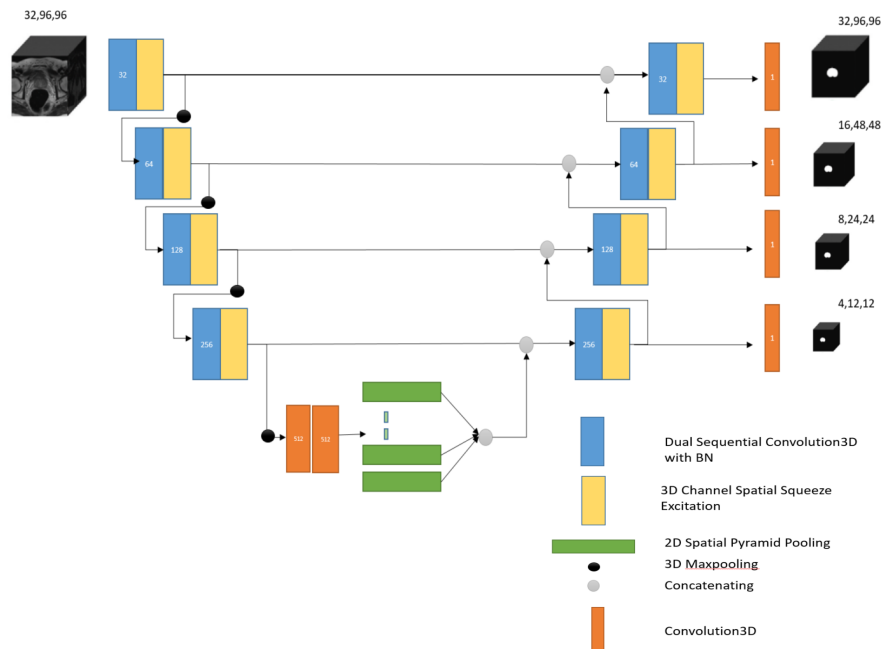 32,96,96
32,96,96
32
32
1
16,48,48
64
64
1
8,24,24
128
128
1
4,12,12
256
256
1
512
512
Dual Sequential Convolution3D
with BN
3D Channel Spatial Squeeze
Excitation
2D Spatial Pyramid Pooling
3D Maxpooling
Concatenating
Convolution3D